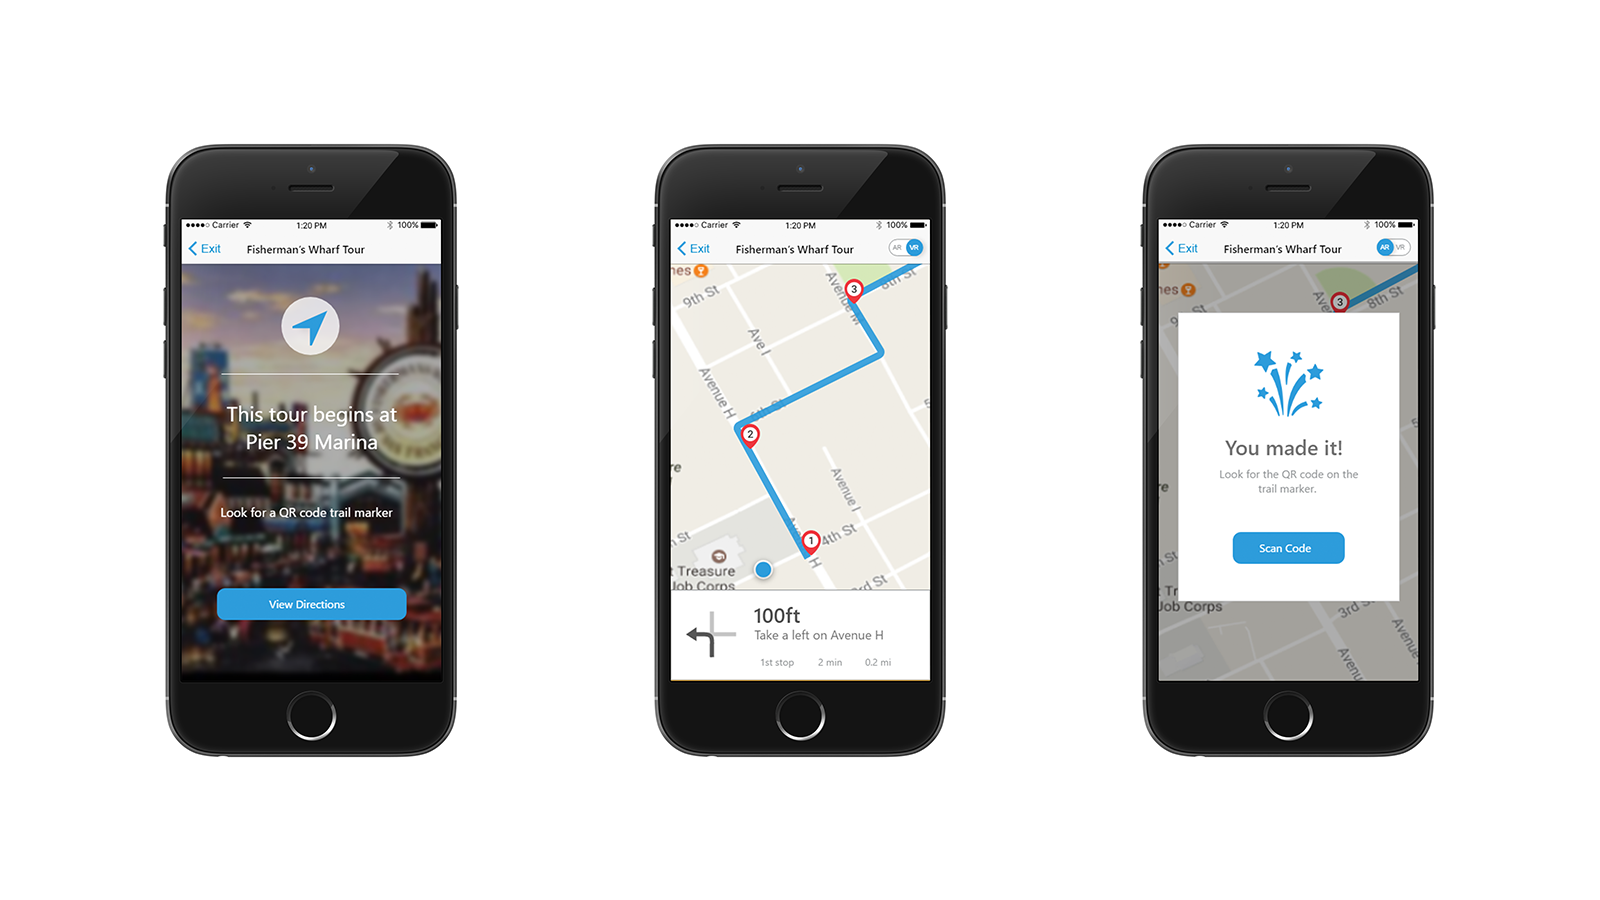 Carrier
1:20 PM
100%
Exit
Fisherman's Wharf Tour
This tour begins at
Pier 39 Marina
Look for a QR code trail marker
View Directions
Carrier
1:20 PM
100%
Exit
Fisherman's Wharf Tour
AR VR
nes
9th St
Avenue M
3
8th St
Ave I
Avenue H
2
Avenue I
re
1
4th St
H
n St
t Treasure
Job Corps
3rd St
100ft
Take a left on Avenue H
1st stop
2 min
0.2 mi
Carrier
1:20 PM
100%
Exit
Fisherman's Wharf Tour
AR VR
nes
3
8th St
You made it!
Look for the QR code on the
trail marker.
Scan Code
re
Job Corps
3rd St
Avenue
Avenu